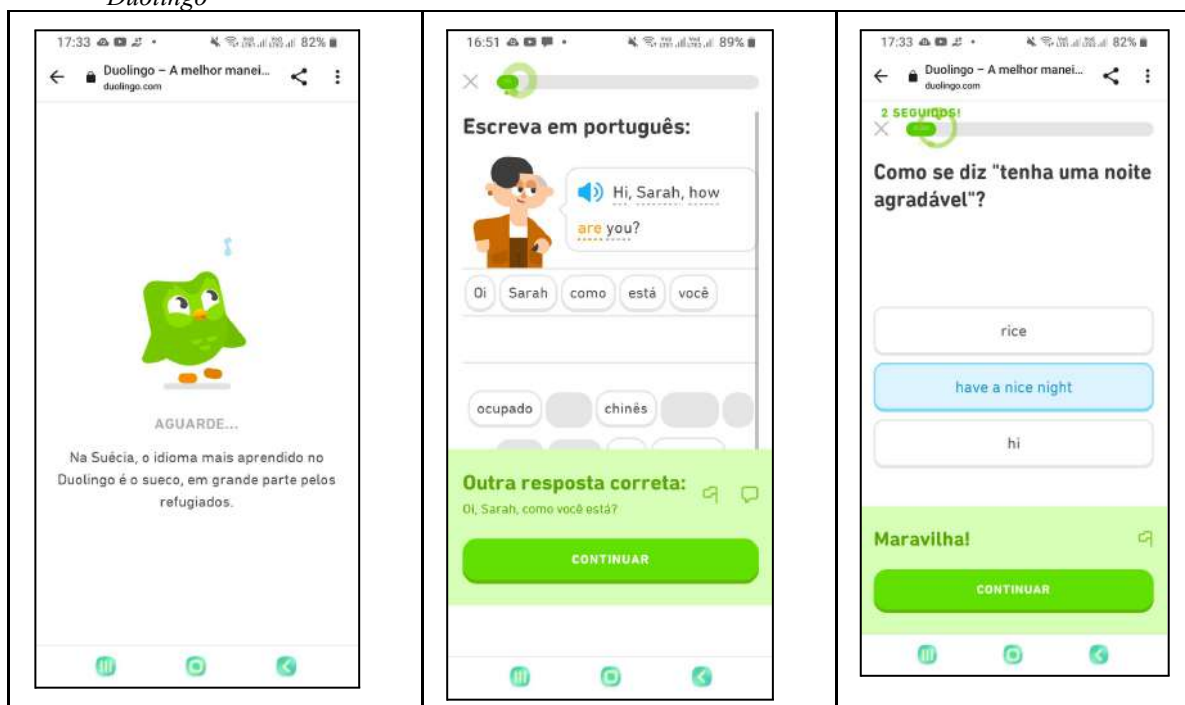 Duolingo
17:33
82%
Duolingo – A melhor manei...
duolingo.com
AGUARDE...
Na Suécia, o idioma mais aprendido no
Duolingo é o sueco, em grande parte pelos
refugiados.
16:51
89%
Escreva em português:
Hi, Sarah, how
are you?
Oi Sarah como está você
ocupado chinês
Outra resposta correta:
Oi, Sarah, como você está?
CONTINUAR
17:33
82%
Duolingo – A melhor manei...
duolingo.com
2 SEGUIDOS!
Como se diz "tenha uma noite
agradável"?
rice
have a nice night
hi
Maravilha!
CONTINUAR